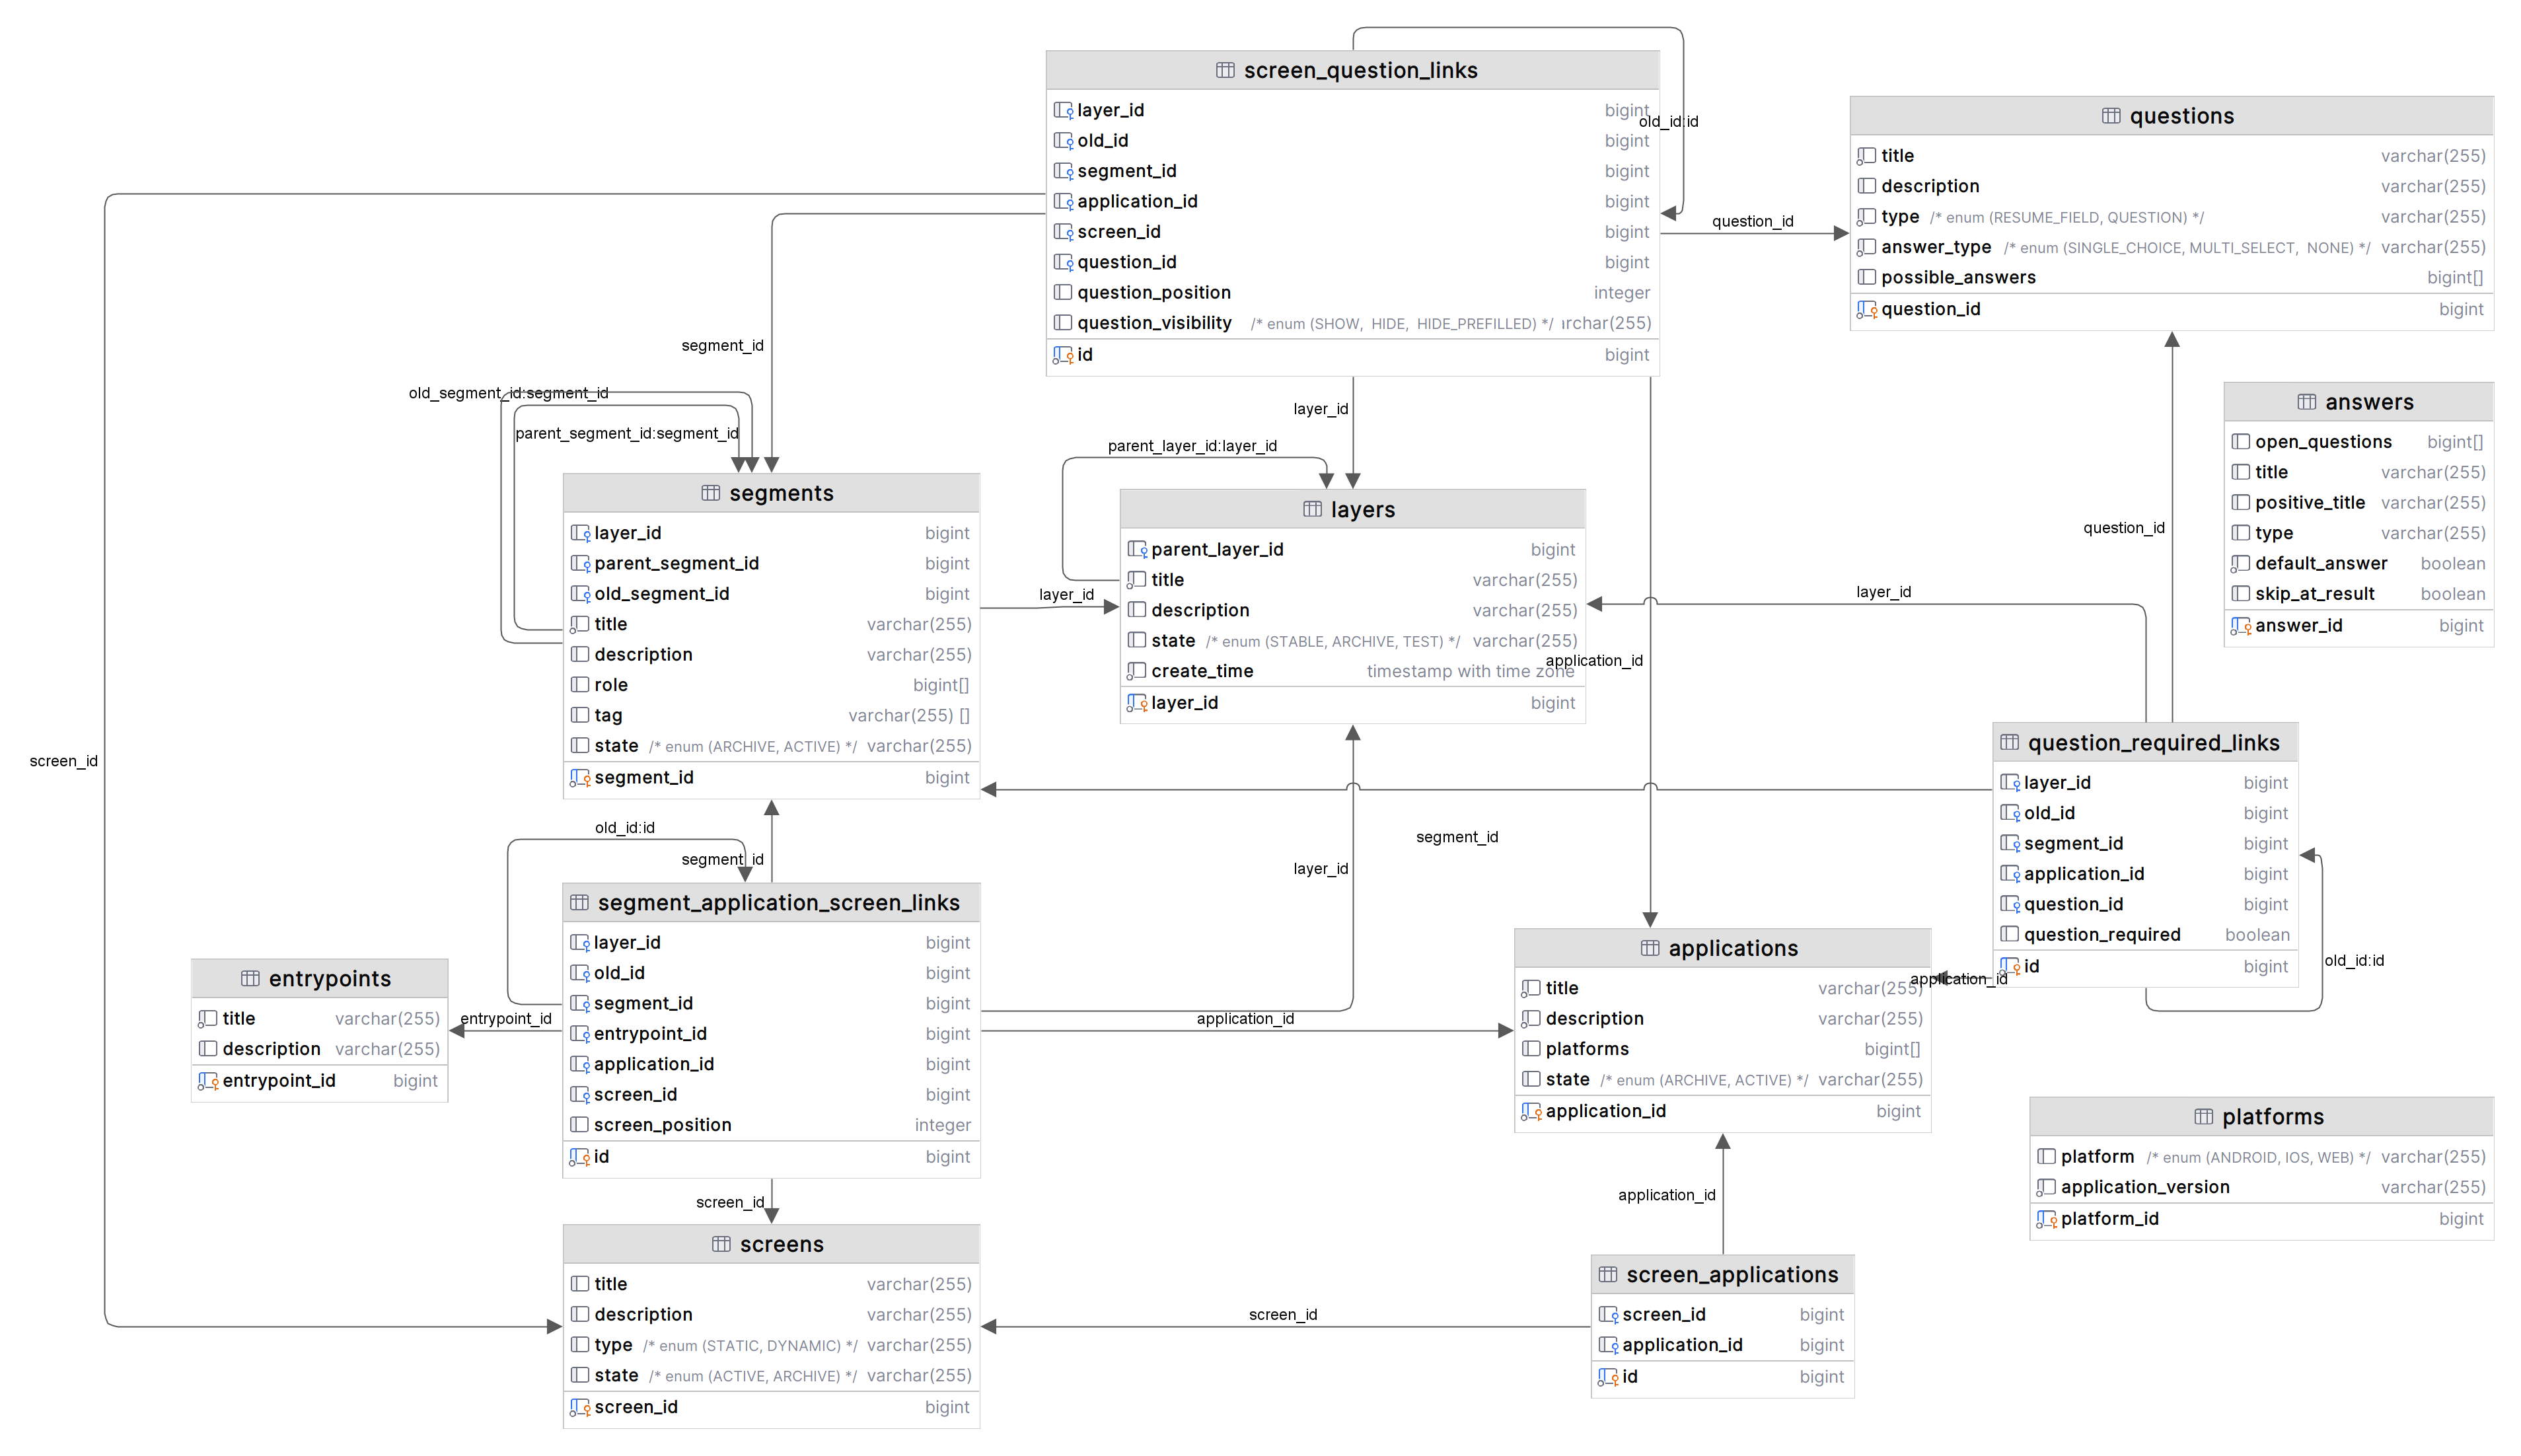 screen_question_links
layer_id bigint
old_id bigint
segment_id bigint
application_id bigint
screen_id bigint
question_id bigint
question_position integer
question_visibility /* enum (SHOW, HIDE, HIDE_PREFILLED) */ ırchar(255)
id bigint
old_id:id
question_id
questions
title varchar(255)
description varchar(255)
type /* enum (RESUME_FIELD, QUESTION) */ varchar(255)
answer_type /* enum (SINGLE_CHOICE, MULTI_SELECT, NONE) */ varchar(255)
possible_answers bigint[]
question_id bigint
segment_id
old_segment_id:segment_id
parent_segment_id:segment_id
layer_id
parent_layer_id:layer_id
answers
open_questions bigint[]
title varchar(255)
positive_title varchar(255)
type varchar(255)
default_answer boolean
skip_at_result boolean
answer_id bigint
segments
layer_id bigint
parent_segment_id bigint
old_segment_id bigint
title varchar(255)
description varchar(255)
role bigint[]
tag varchar(255) []
state /* enum (ARCHIVE, ACTIVE) */ varchar(255)
segment_id bigint
layer_id
layers
parent_layer_id bigint
title varchar(255)
description varchar(255)
state /* enum (STABLE, ARCHIVE, TEST) */ varchar(255)
create_time timestamp with time zone
layer_id bigint
application_id
layer_id
question_id
screen_id
question_required_links
layer_id bigint
old_id bigint
segment_id bigint
application_id bigint
question_id bigint
question_required boolean
id bigint
old_id:id
application_id
segment_id
layer_id
old_id:id
segment_id
segment_application_screen_links
layer_id bigint
old_id bigint
segment_id bigint
entrypoint_id bigint
application_id bigint
screen_id bigint
screen_position integer
id bigint
entrypoints
title varchar(255)
description varchar(255)
entrypoint_id bigint
entrypoint_id
application_id
applications
title varchar(255)
description varchar(255)
platforms bigint[]
state /* enum (ARCHIVE, ACTIVE) */ varchar(255)
application_id bigint
platforms
platform /* enum (ANDROID, IOS, WEB) */ varchar(255)
application_version varchar(255)
platform_id bigint
screen_id
application_id
screens
title varchar(255)
description varchar(255)
type /* enum (STATIC, DYNAMIC) */ varchar(255)
state /* enum (ACTIVE, ARCHIVE) */ varchar(255)
screen_id bigint
screen_id
screen_applications
screen_id bigint
application_id bigint
id bigint